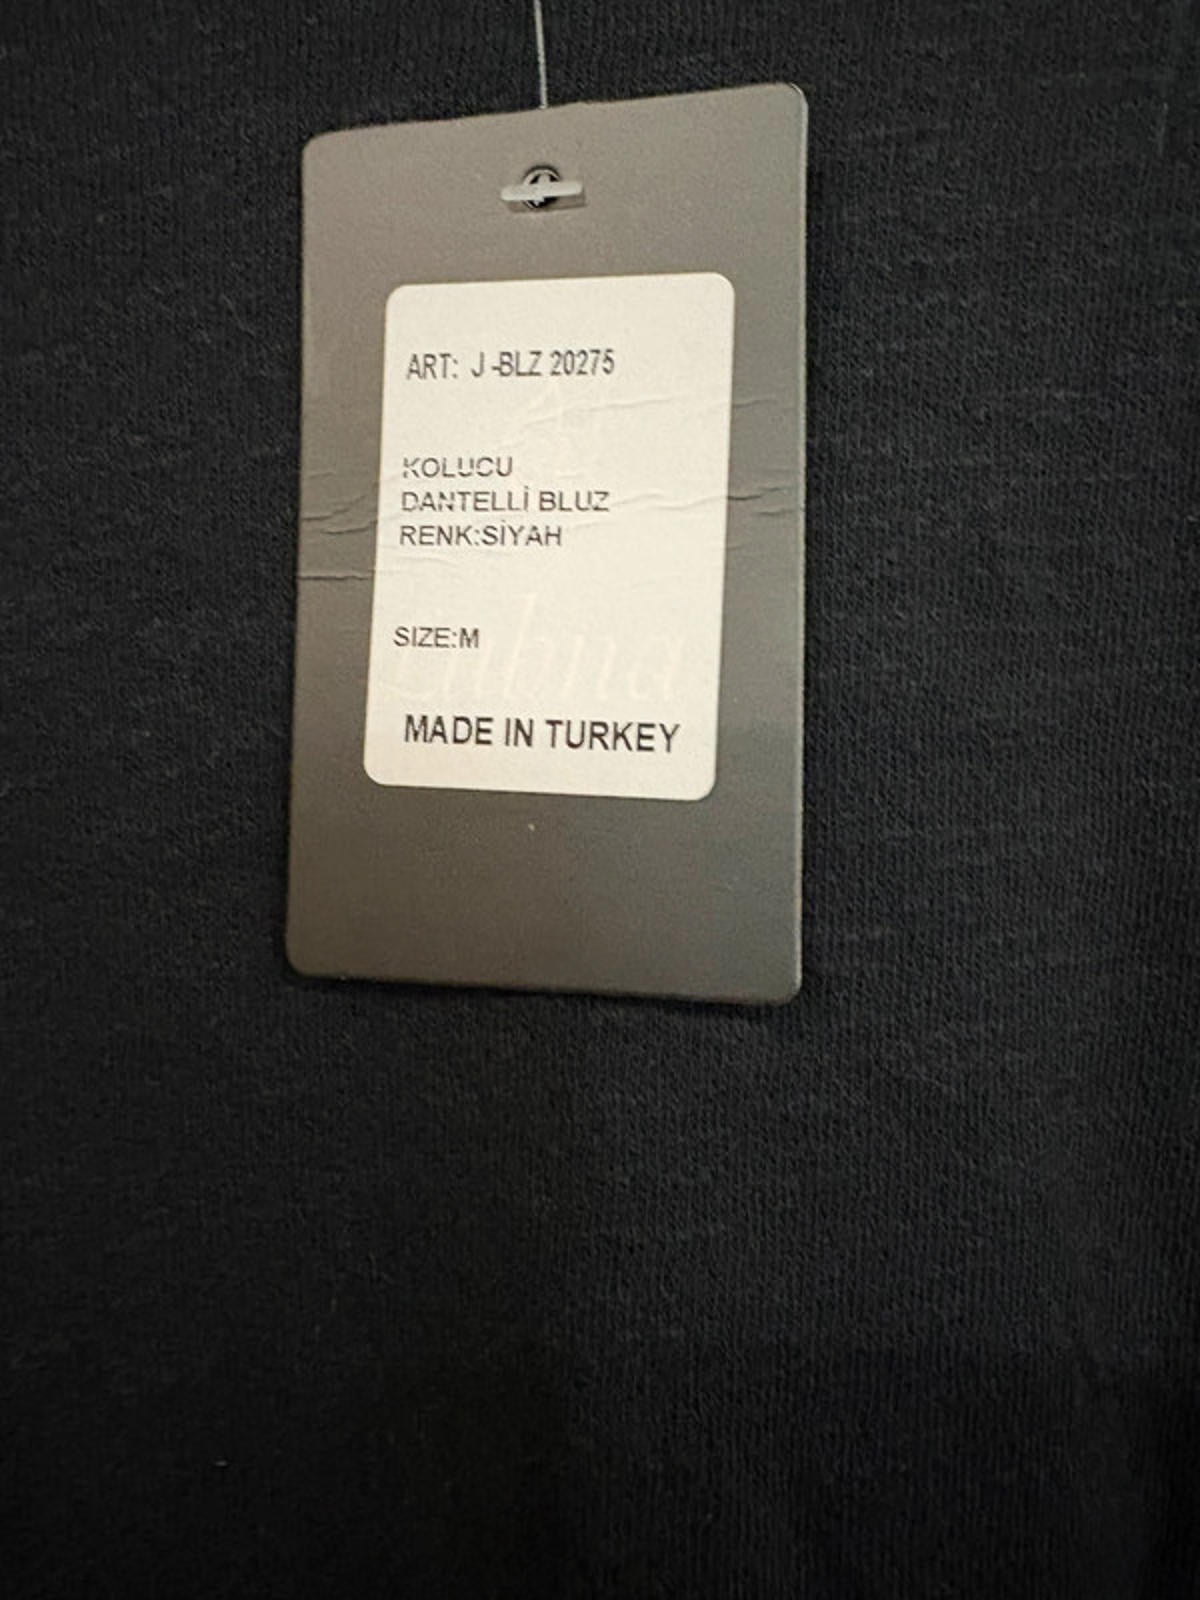 ART: J-BLZ 20275
KOLUCU
DANTELLİ BLUZ
RENK:SİYAH
SIZE:M
MADE IN TURKEY